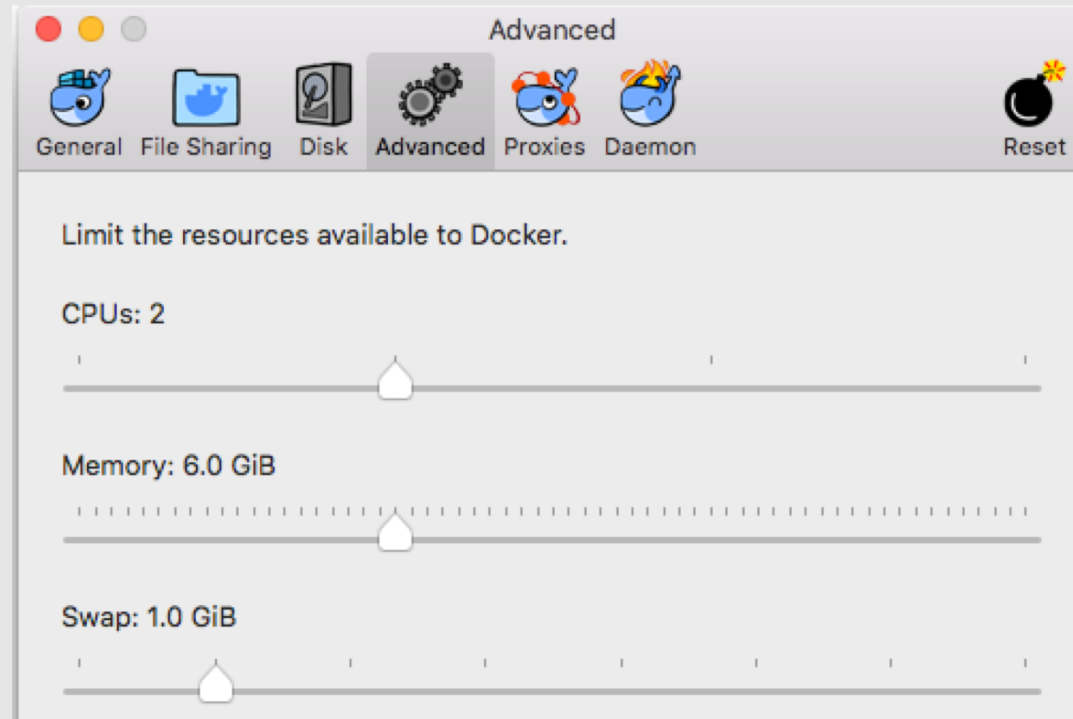 Advanced
General File Sharing Disk Advanced Proxies Daemon Reset
Limit the resources available to Docker.
CPUs: 2
Memory: 6.0 GiB
Swap: 1.0 GiB